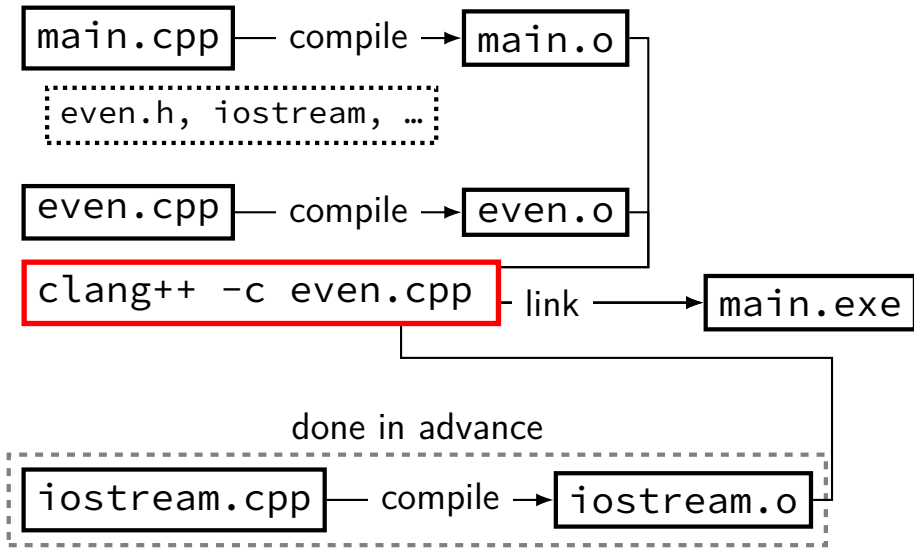 main.cpp compile main.o
even.h, iostream, …
even.cpp compile even.o
clang++ -c even.cpp
link main.exe
done in advance
iostream.cpp compile iostream.o